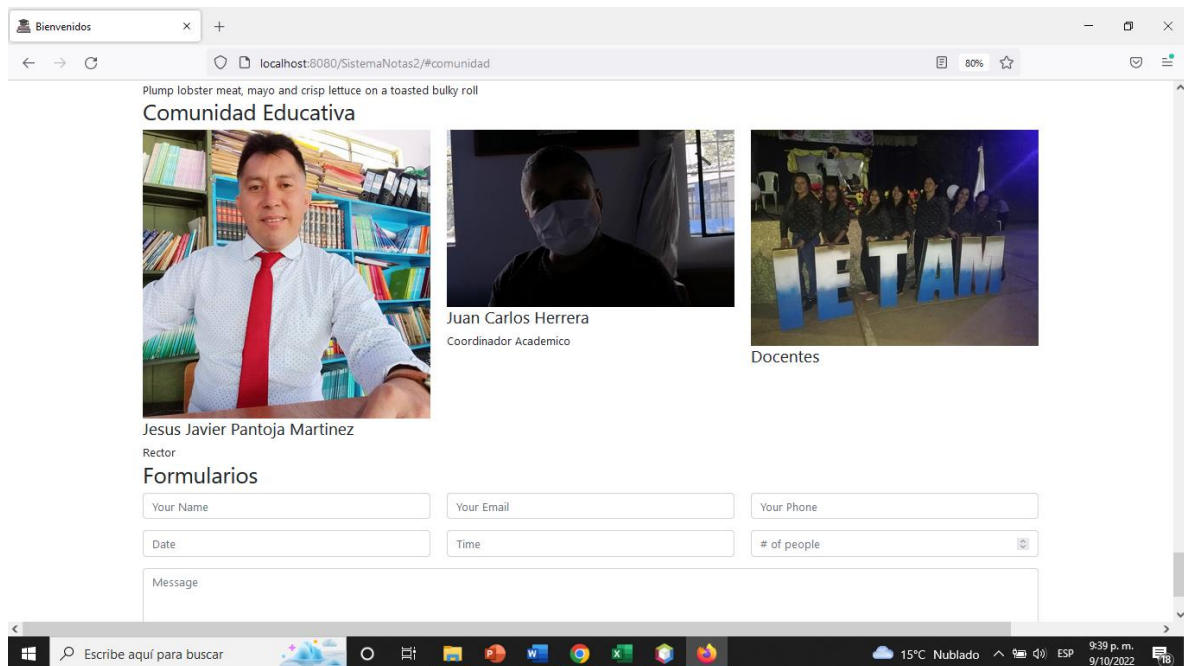 Bienvenidos
localhost:8080/SistemaNotas2/#comunidad
80%
Plump lobster meat, mayo and crisp lettuce on a toasted bulky roll
Comunidad Educativa
IETAM
Juan Carlos Herrera
Coordinador Academico
Docentes
Jesus Javier Pantoja Martinez
Rector
Formularios
Your Name
Your Email
Your Phone
Date
Time
# of people
Message
Escribe aquí para buscar
15°C Nublado
ESP
9:39 p. m.
9/10/2022
18